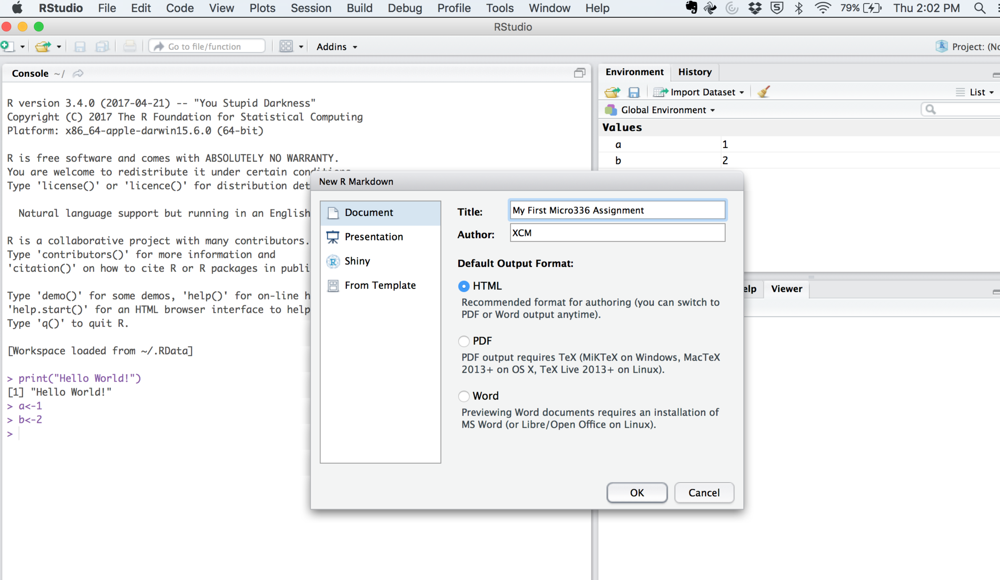 RStudio File Edit Code View Plots Session Build Debug Profile Tools Window Help 79% Thu 2:02 PM
RStudio
Go to file/function Addins Project:
Console ~/
R version 3.4.0 (2017-04-21) -- "You Stupid Darkness"
Copyright (C) 2017 The R Foundation for Statistical Computing
Platform: x86_64-apple-darwin15.6.0 (64-bit)
R is free software and comes with ABSOLUTELY NO WARRANTY.
You are welcome to redistribute it under certain conditions
Type 'license()' or 'licence()' for distribution det
Natural language support but running in an English
R is a collaborative project with many contributors.
Type 'contributors()' for more information and
'citation()' on how to cite R or R packages in publi
Type 'demo()' for some demos, 'help()' for on-line h
'help.start()' for an HTML browser interface to help
Type 'q()' to quit R.
[Workspace loaded from ~/.RData]
> print("Hello World!")
[1] "Hello World!"
> a<-1
> b<-2
>
Environment History
Import Dataset List
Global Environment
Values
a 1
b 2
elp Viewer
New R Markdown
Document
Presentation
Shiny
From Template
Title: My First Micro336 Assignment
Author: XCM
Default Output Format:
HTML
Recommended format for authoring (you can switch to
PDF or Word output anytime).
PDF
PDF output requires TeX (MiKTeX on Windows, MacTeX
2013+ on OS X, TeX Live 2013+ on Linux).
Word
Previewing Word documents requires an installation of
MS Word (or Libre/Open Office on Linux).
OK Cancel